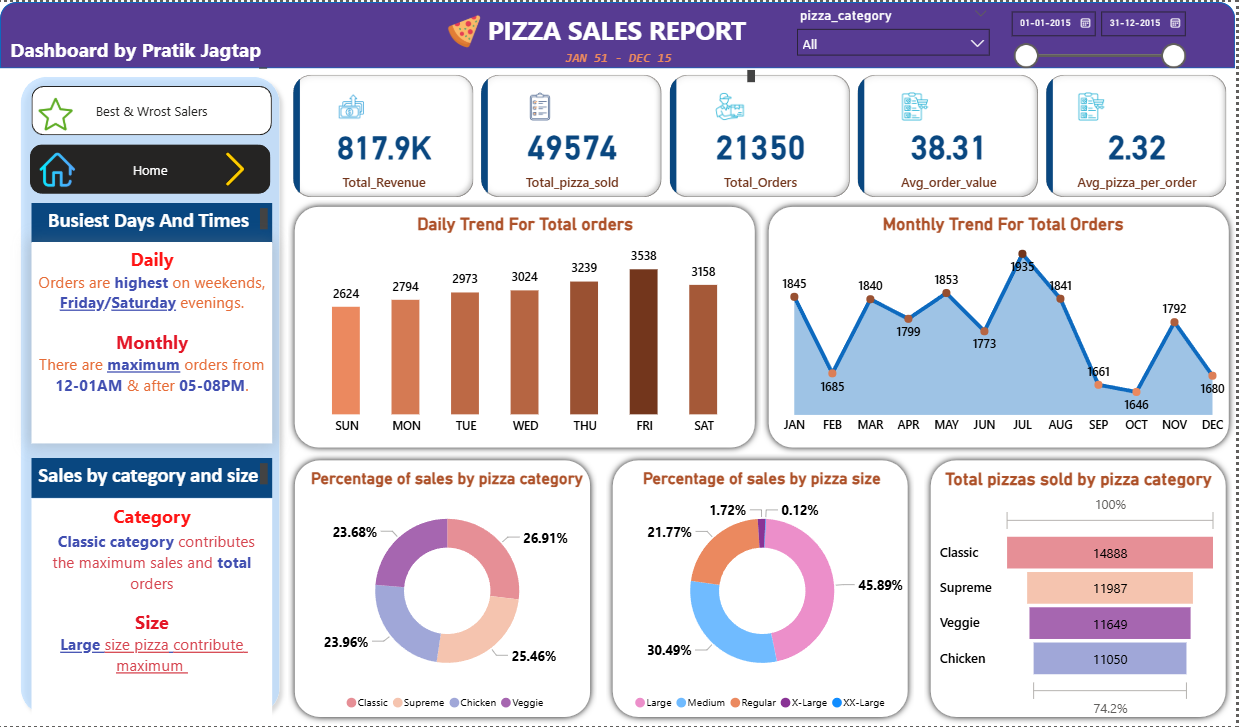 Dashboard by Pratik Jagtap
PIZZA SALES REPORT
JAN 51 - DEC 15
pizza_category
All
01-01-2015
31-12-2015
Best & Wrost Salers
Home
Busiest Days And Times
Daily
Orders are highest on weekends,
Friday/Saturday evenings.
Monthly
There are maximum orders from
12-01AM & after 05-08PM.
Sales by category and size
Category
Classic category contributes
the maximum sales and total
orders
Size
Large size pizza contribute
maximum
817.9K
Total_Revenue
49574
Total_pizza_sold
21350
Total_Orders
38.31
Avg_order_value
2.32
Avg_pizza_per_order
Daily Trend For Total orders
2624
2794
2973
3024
3239
3538
3158
SUN MON TUE WED THU FRI SAT
Monthly Trend For Total Orders
1845
1685
1840
1799
1853
1773
1935
1841
1661
1646
1792
1680
JAN FEB MAR APR MAY JUN JUL AUG SEP OCT NOV DEC
Percentage of sales by pizza category
23.68%
26.91%
23.96%
25.46%
Classic Supreme Chicken Veggie
Percentage of sales by pizza size
1.72%
0.12%
21.77%
45.89%
30.49%
Large Medium Regular X-Large XX-Large
Total pizzas sold by pizza category
100%
Classic 14888
Supreme 11987
Veggie 11649
Chicken 11050
74.2%